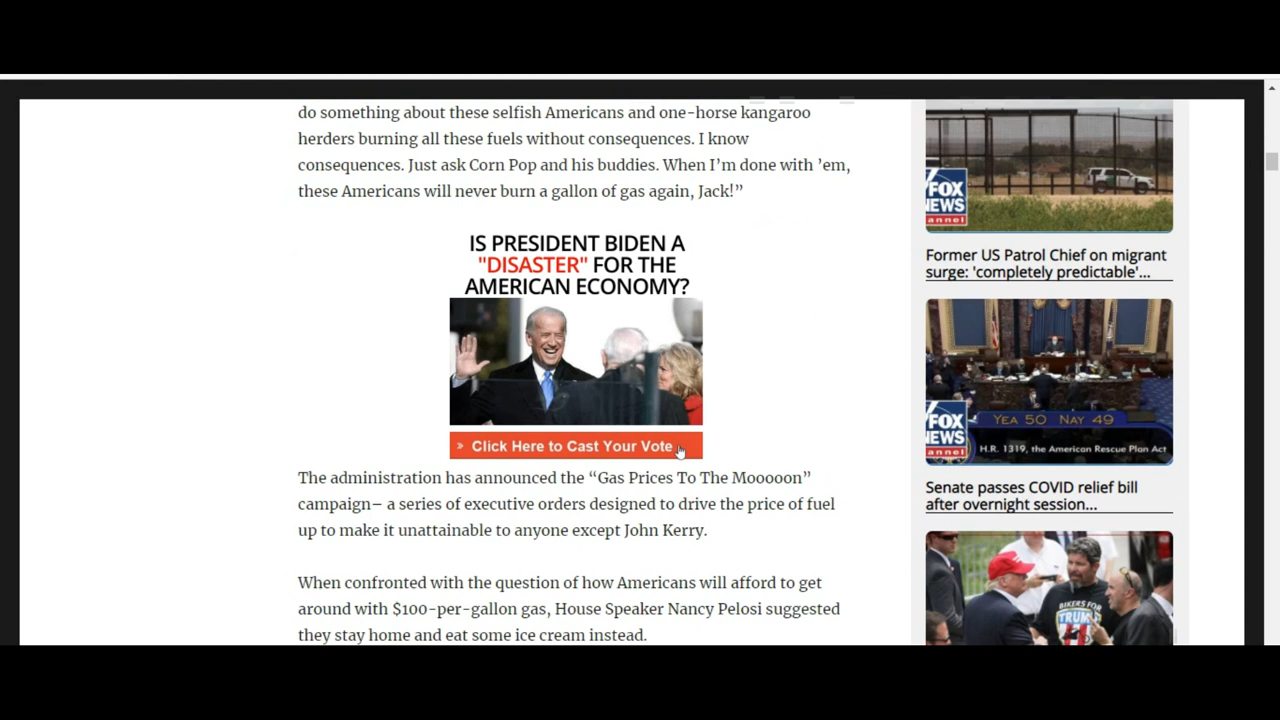 do something about these selfish Americans and one-horse kangaroo
herders burning all these fuels without consequences. I know
consequences. Just ask Corn Pop and his buddies. When I’m done with ’em,
these Americans will never burn a gallon of gas again, Jack!”
IS PRESIDENT BIDEN A
"DISASTER" FOR THE
AMERICAN ECONOMY?
» Click Here to Cast Your Vote
The administration has announced the “Gas Prices To The Mooooon”
campaign– a series of executive orders designed to drive the price of fuel
up to make it unattainable to anyone except John Kerry.
When confronted with the question of how Americans will afford to get
around with $100-per-gallon gas, House Speaker Nancy Pelosi suggested
they stay home and eat some ice cream instead.
FOX
NEWS
channel
Former US Patrol Chief on migrant
surge: 'completely predictable'...
YEA 50 NAY 49
H.R. 1319, the American Rescue Plan Act
FOX
NEWS
channel
Senate passes COVID relief bill
after overnight session...
BIKERS FOR
TRUMP